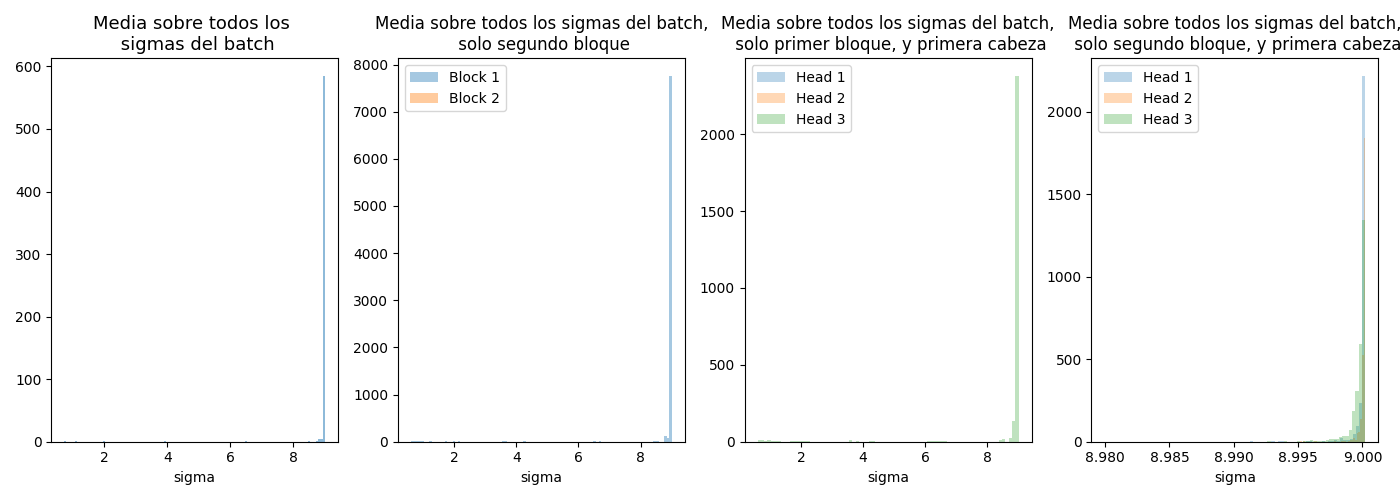 Media sobre todos los
sigmas del batch
600
500
400
300
200
100
0
2 4 6 8
sigma
Media sobre todos los sigmas del batch,
solo segundo bloque
Block 1
Block 2
8000
7000
6000
5000
4000
3000
2000
1000
0
2 4 6 8
sigma
Media sobre todos los sigmas del batch,
solo primer bloque, y primera cabeza
Head 1
Head 2
Head 3
2000
1500
1000
500
0
2 4 6 8
sigma
Media sobre todos los sigmas del batch,
solo segundo bloque, y primera cabeza
Head 1
Head 2
Head 3
2000
1500
1000
500
0
8.980 8.985 8.990 8.995 9.000
sigma